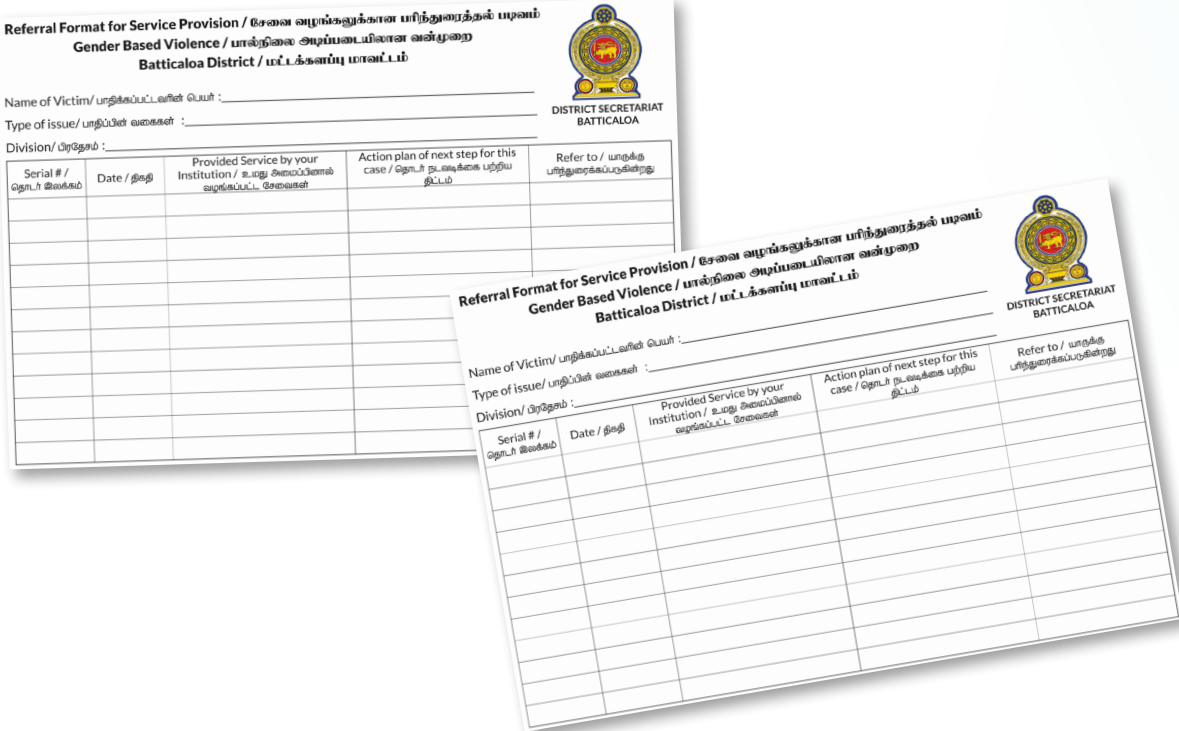 Referral Format for Service Provision / சேவை வழங்கலுக்கான பரிந்துரைத்தல் படிவம்
Gender Based Violence / பால்நிலை அடிப்படையிலான வன்முறை
Batticaloa District / மட்டக்களப்பு மாவட்டம்
DISTRICT SECRETARIAT
BATTICALOA
Name of Victim/ பாதிக்கப்பட்டவரின் பெயர் :
Type of issue/ பாதிப்பின் வகைகள் :
Division/ பிரதேசம் :
Serial # /
தொடர் இலக்கம்
Date / திகதி
Provided Service by your
Institution / உமது அமைப்பினால்
வழங்கப்பட்ட சேவைகள்
Action plan of next step for this
case / தொடர் நடவடிக்கை பற்றிய
திட்டம்
Refer to / யாருக்கு
பரிந்துரைக்கப்படுகின்றது
Referral Format for Service Provision / சேவை வழங்கலுக்கான பரிந்துரைத்தல் படிவம்
Gender Based Violence / பால்நிலை அடிப்படையிலான வன்முறை
Batticaloa District / மட்டக்களப்பு மாவட்டம்
DISTRICT SECRETARIAT
BATTICALOA
Name of Victim/ பாதிக்கப்பட்டவரின் பெயர் :
Type of issue/ பாதிப்பின் வகைகள் :
Division/ பிரதேசம் :
Serial # /
தொடர் இலக்கம்
Date / திகதி
Provided Service by your
Institution / உமது அமைப்பினால்
வழங்கப்பட்ட சேவைகள்
Action plan of next step for this
case / தொடர் நடவடிக்கை பற்றிய
திட்டம்
Refer to / யாருக்கு
பரிந்துரைக்கப்படுகின்றது